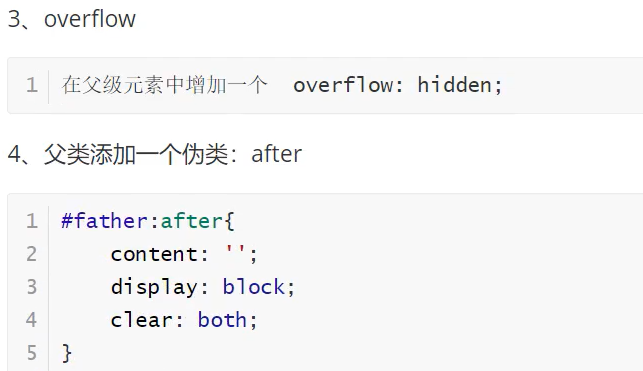 3、overflow
1 在父级元素中增加一个 overflow: hidden;
4、父类添加一个伪类：after
1 #father:after{
2 content: '';
3 display: block;
4 clear: both;
5 }